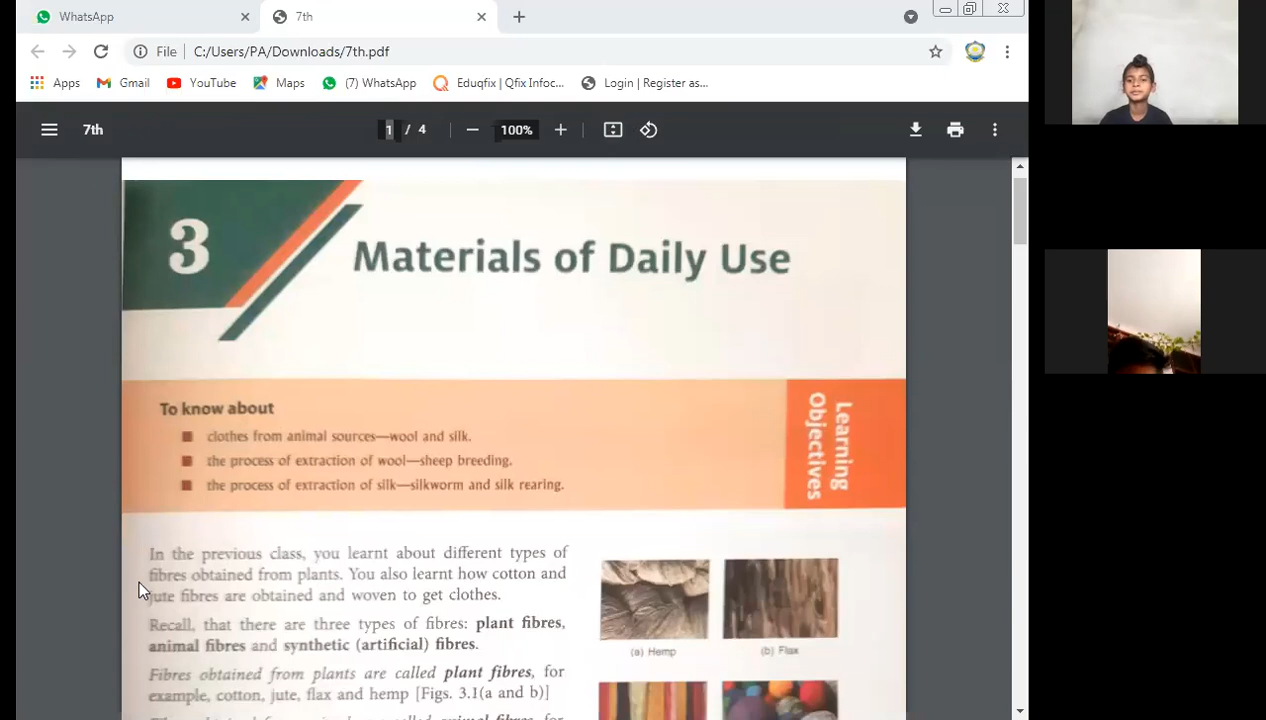 WhatsApp
7th
File
C:/Users/PA/Downloads/7th.pdf
Apps
Gmail
YouTube
Maps
(7) WhatsApp
Eduqfix | Qfix Infoc...
Login | Register as...
7th
1 / 4
100%
3
Materials of Daily Use
To know about
clothes from animal sources—wool and silk.
the process of extraction of wool—sheep breeding.
the process of extraction of silk—silkworm and silk rearing.
Learning
Objectives
In the previous class, you learnt about different types of
fibres obtained from plants. You also learnt how cotton and
jute fibres are obtained and woven to get clothes.
Recall, that there are three types of fibres: plant fibres,
animal fibres and synthetic (artificial) fibres.
Fibres obtained from plants are called plant fibres, for
example, cotton, jute, flax and hemp [Figs. 3.1(a and b)]
(a) Hemp
(b) Flax